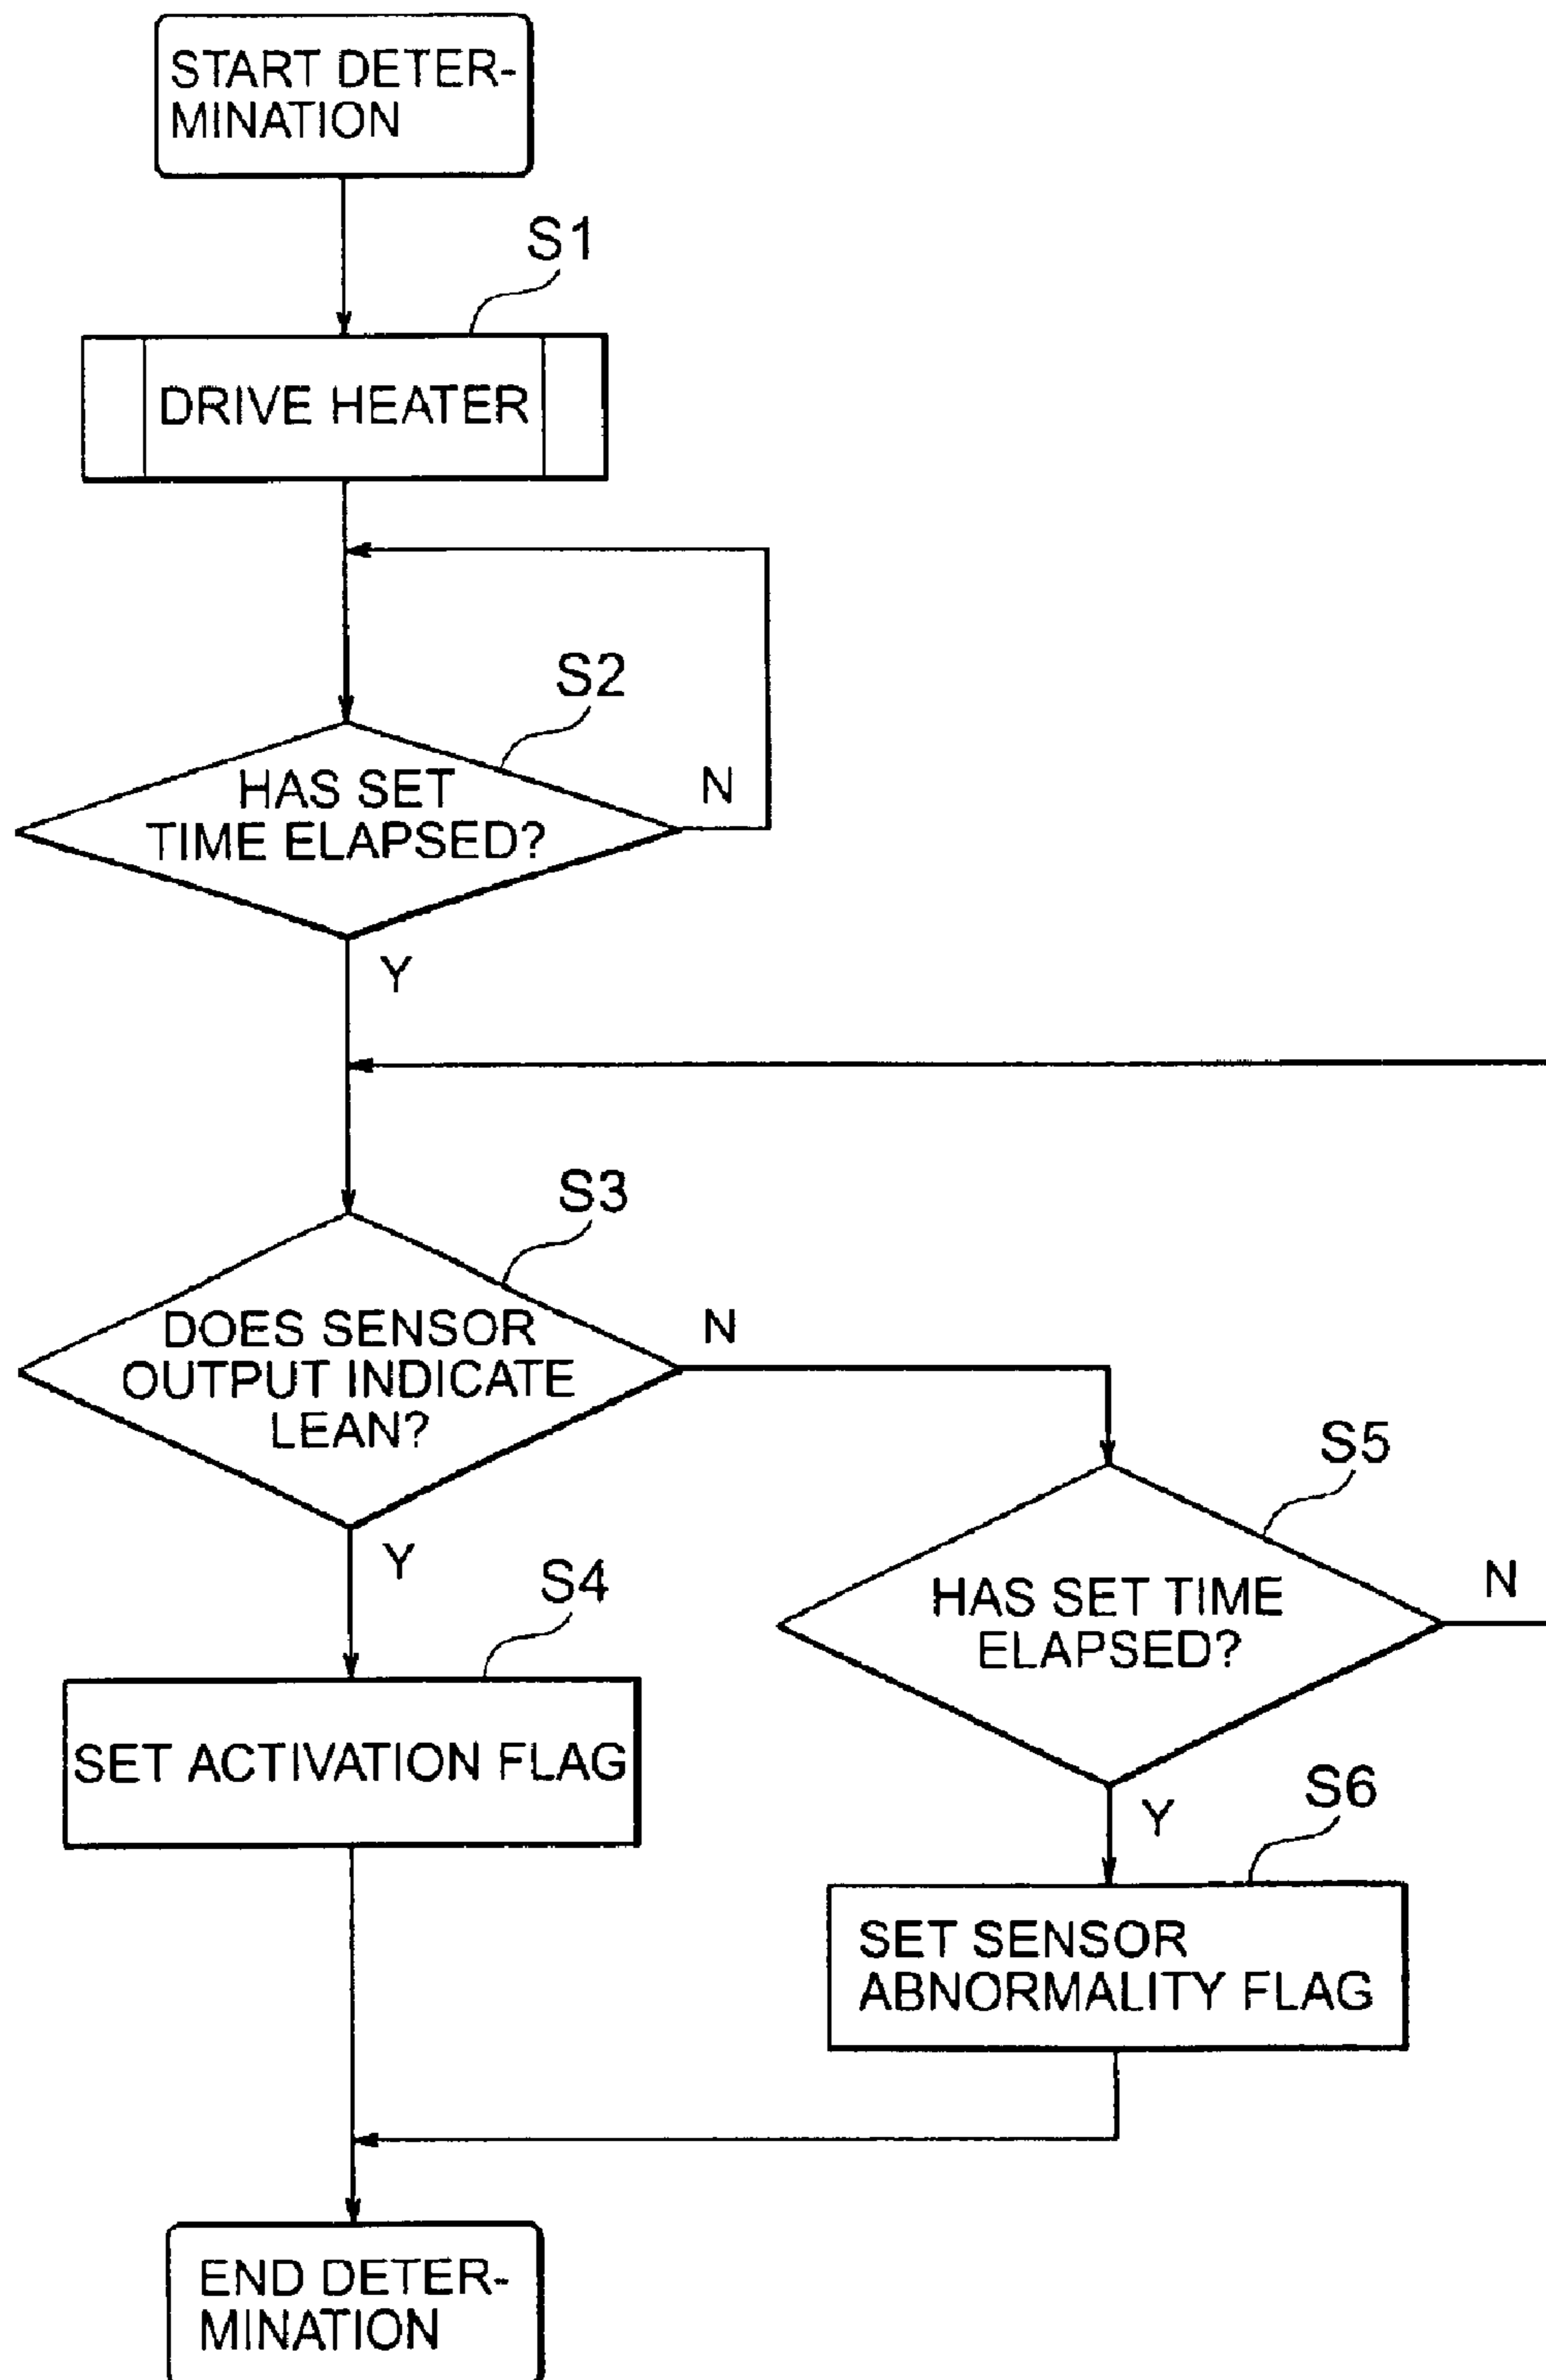 START DETER-
MINATION
S1
DRIVE HEATER
S2
HAS SET
TIME ELAPSED?
N
Y
S3
DOES SENSOR
OUTPUT INDICATE
LEAN?
N
Y
S4
SET ACTIVATION FLAG
S5
HAS SET TIME
ELAPSED?
N
Y
S6
SET SENSOR
ABNORMALITY FLAG
END DETER-
MINATION